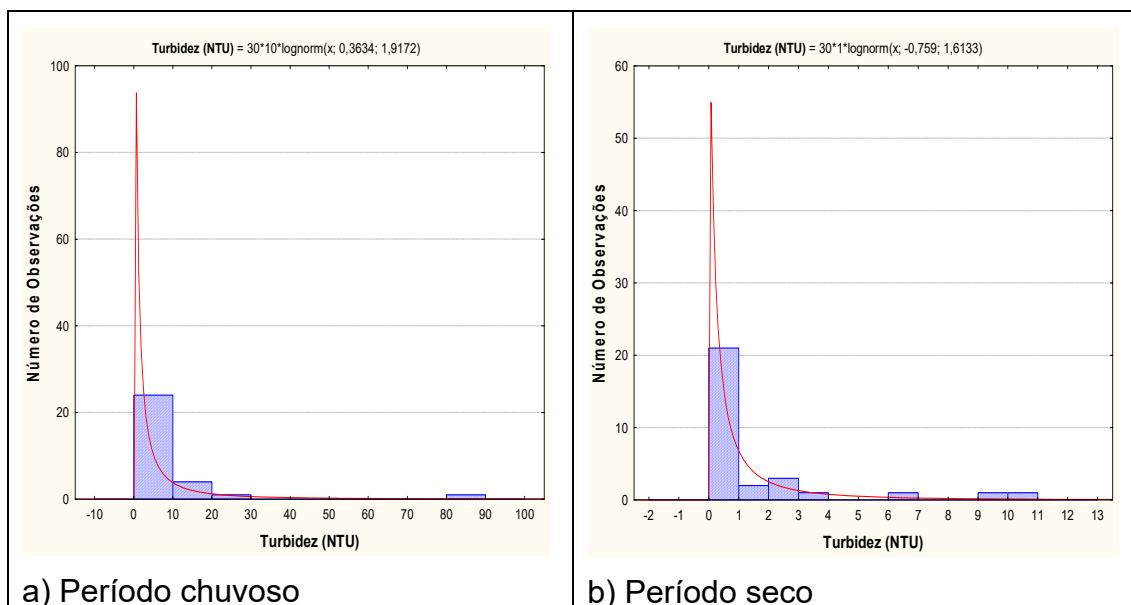 Turbidez (NTU) = 30*10*lognorm(x; 0,3634; 1,9172)
100
80
60
40
20
0
Número de Observações
-10 0 10 20 30 40 50 60 70 80 90 100
Turbidez (NTU)
a) Período chuvoso
Turbidez (NTU) = 30*1*lognorm(x; -0,759; 1,6133)
60
50
40
30
20
10
0
Número de Observações
-2 -1 0 1 2 3 4 5 6 7 8 9 10 11 12 13
Turbidez (NTU)
b) Período seco